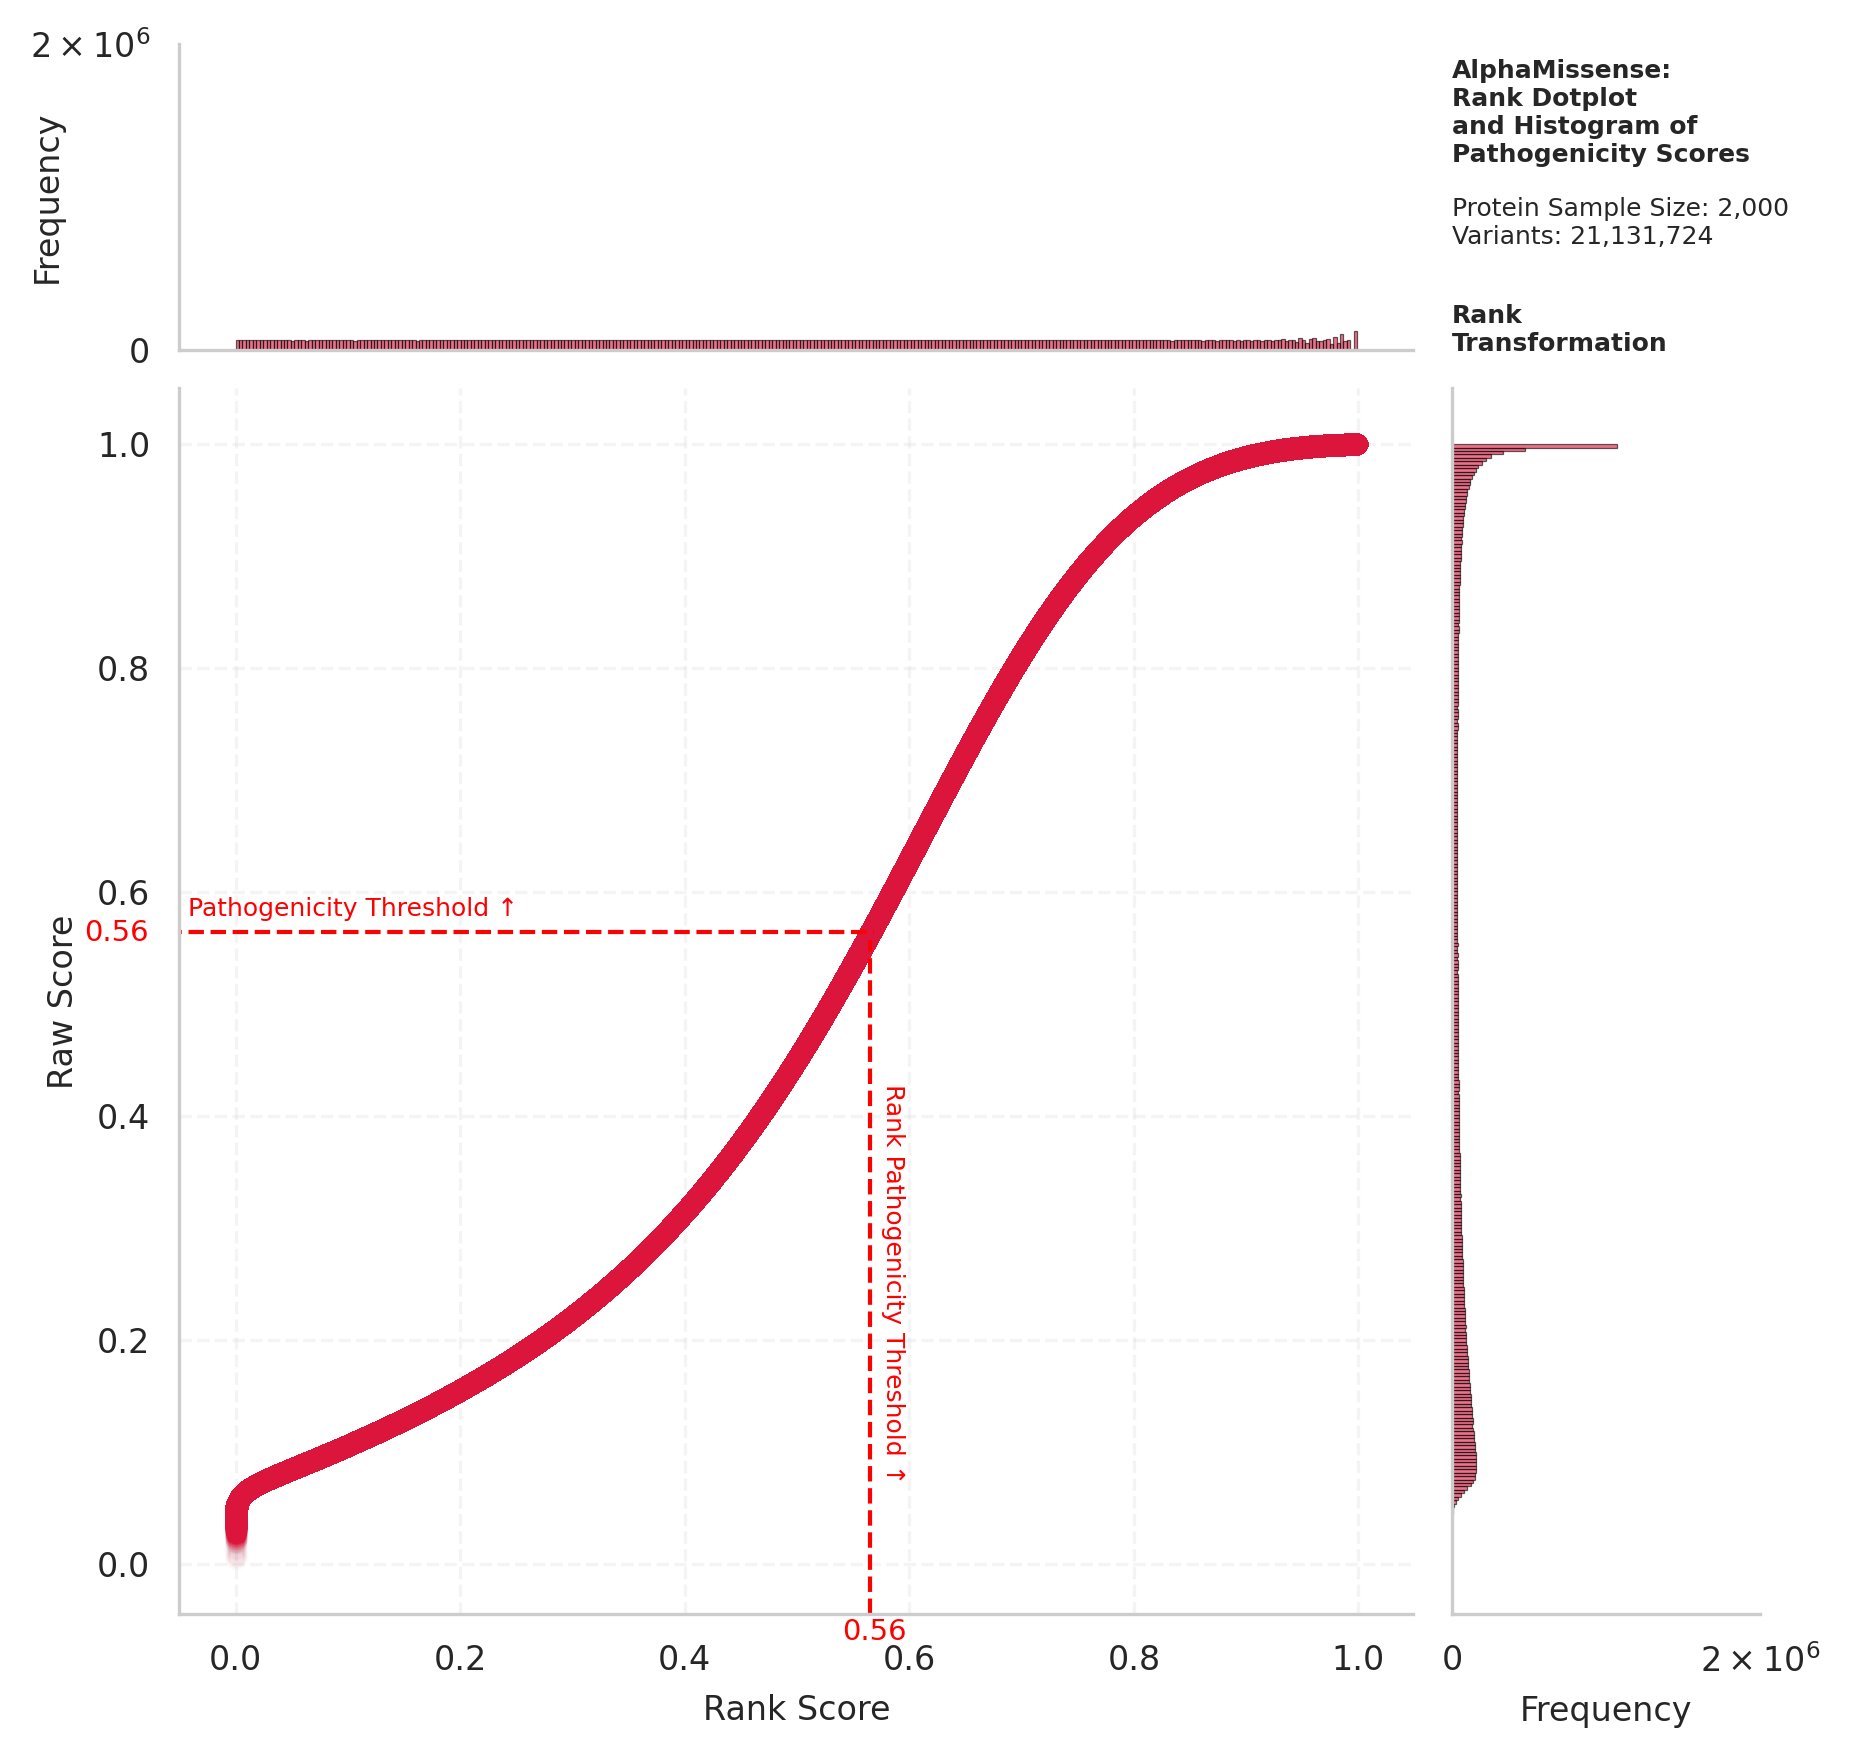 2 × 10⁶
Frequency
0
AlphaMissense:
Rank Dotplot
and Histogram of
Pathogenicity Scores
Protein Sample Size: 2,000
Variants: 21,131,724
Rank
Transformation
1.0
0.8
0.6
Pathogenicity Threshold ↑
0.56
Raw Score
0.4
Rank Pathogenicity Threshold ↑
0.2
0.0
0.56
0.0 0.2 0.4 0.6 0.8 1.0
Rank Score
0 2 × 10⁶
Frequency